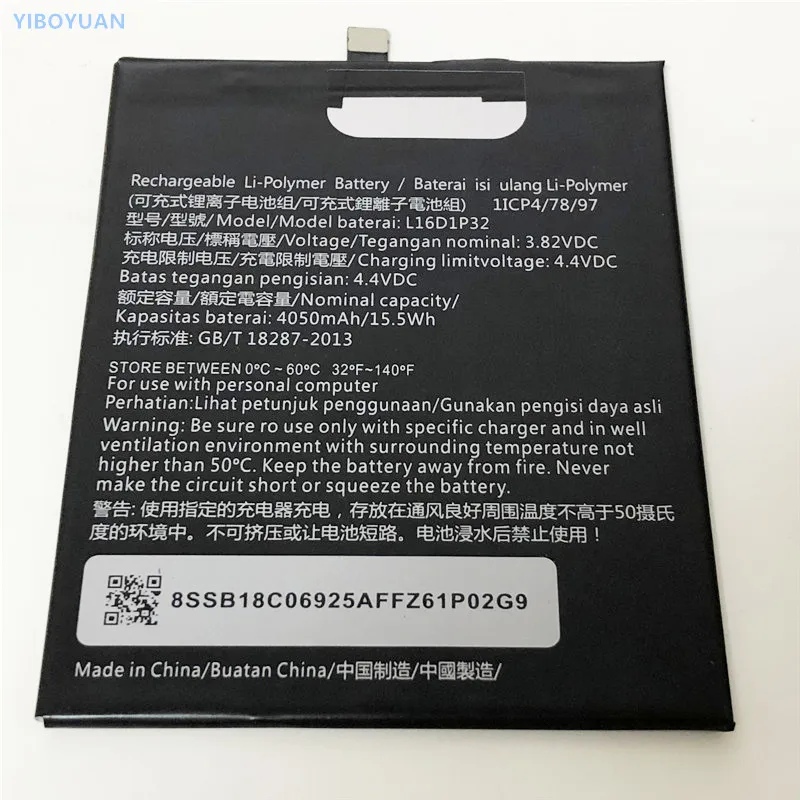 YIBOYUAN
Rechargeable Li-Polymer Battery / Baterai isi ulang Li-Polymer
(可充式锂离子电池组/可充式鋰離子電池組) 1ICP4/78/97
型号/型號/Model/Model baterai: L16D1P32
标称电压/標稱電壓/Voltage/Tegangan nominal: 3.82VDC
充电限制电压/充電限制電壓/Charging limitvoltage: 4.4VDC
Batas tegangan pengisian: 4.4VDC
额定容量/額定電容量/Nominal capacity/
Kapasitas baterai: 4050mAh/15.5Wh
执行标准: GB/T 18287-2013
STORE BETWEEN 0ºC ~ 60ºC 32ºF~140ºF
For use with personal computer
Perhatian:Lihat petunjuk penggunaan/Gunakan pengisi daya asli
Warning: Be sure ro use only with specific charger and in well
ventilation environment with surrounding temperature not
higher than 50ºC. Keep the battery away from fire. Never
make the circuit short or squeeze the battery.
警告: 使用指定的充电器充电，存放在通风良好周围温度不高于50摄氏
度的环境中。不可挤压或让电池短路。电池浸水后禁止使用！
8SSB18C06925AFFZ61P02G9
Made in China/Buatan China/中国制造/中國製造/